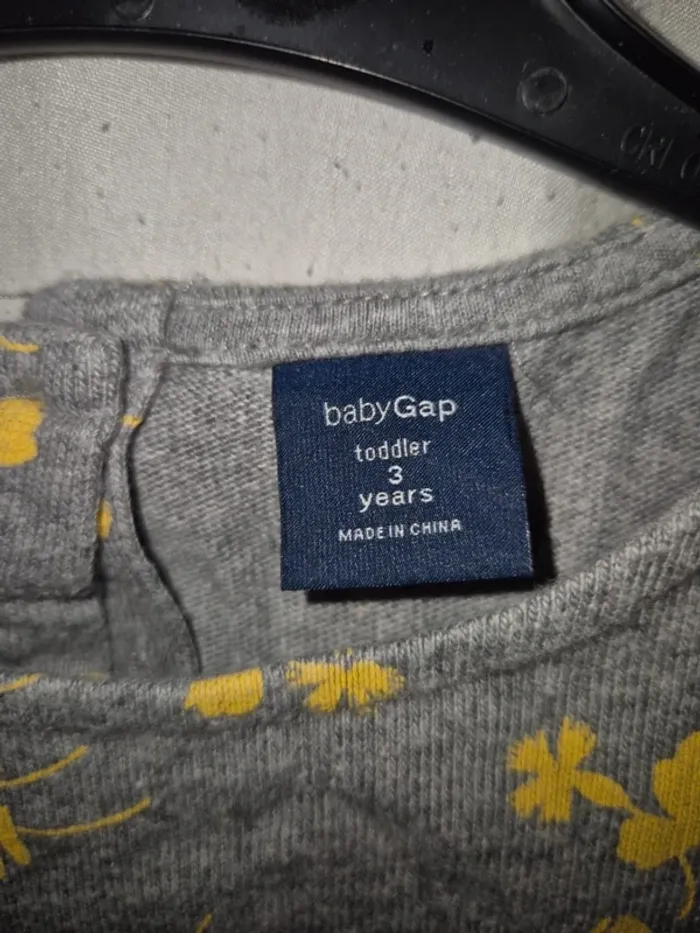 babyGap
toddler
3
years
MADE IN CHINA